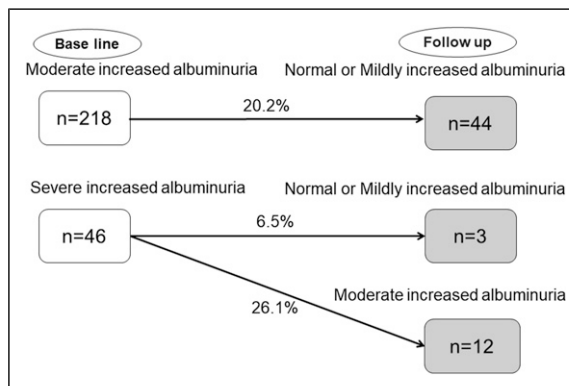 Base line
Follow up
Moderate increased albuminuria
Normal or Mildly increased albuminuria
n=218
20.2%
n=44
Severe increased albuminuria
Normal or Mildly increased albuminuria
n=46
6.5%
n=3
Moderate increased albuminuria
26.1%
n=12